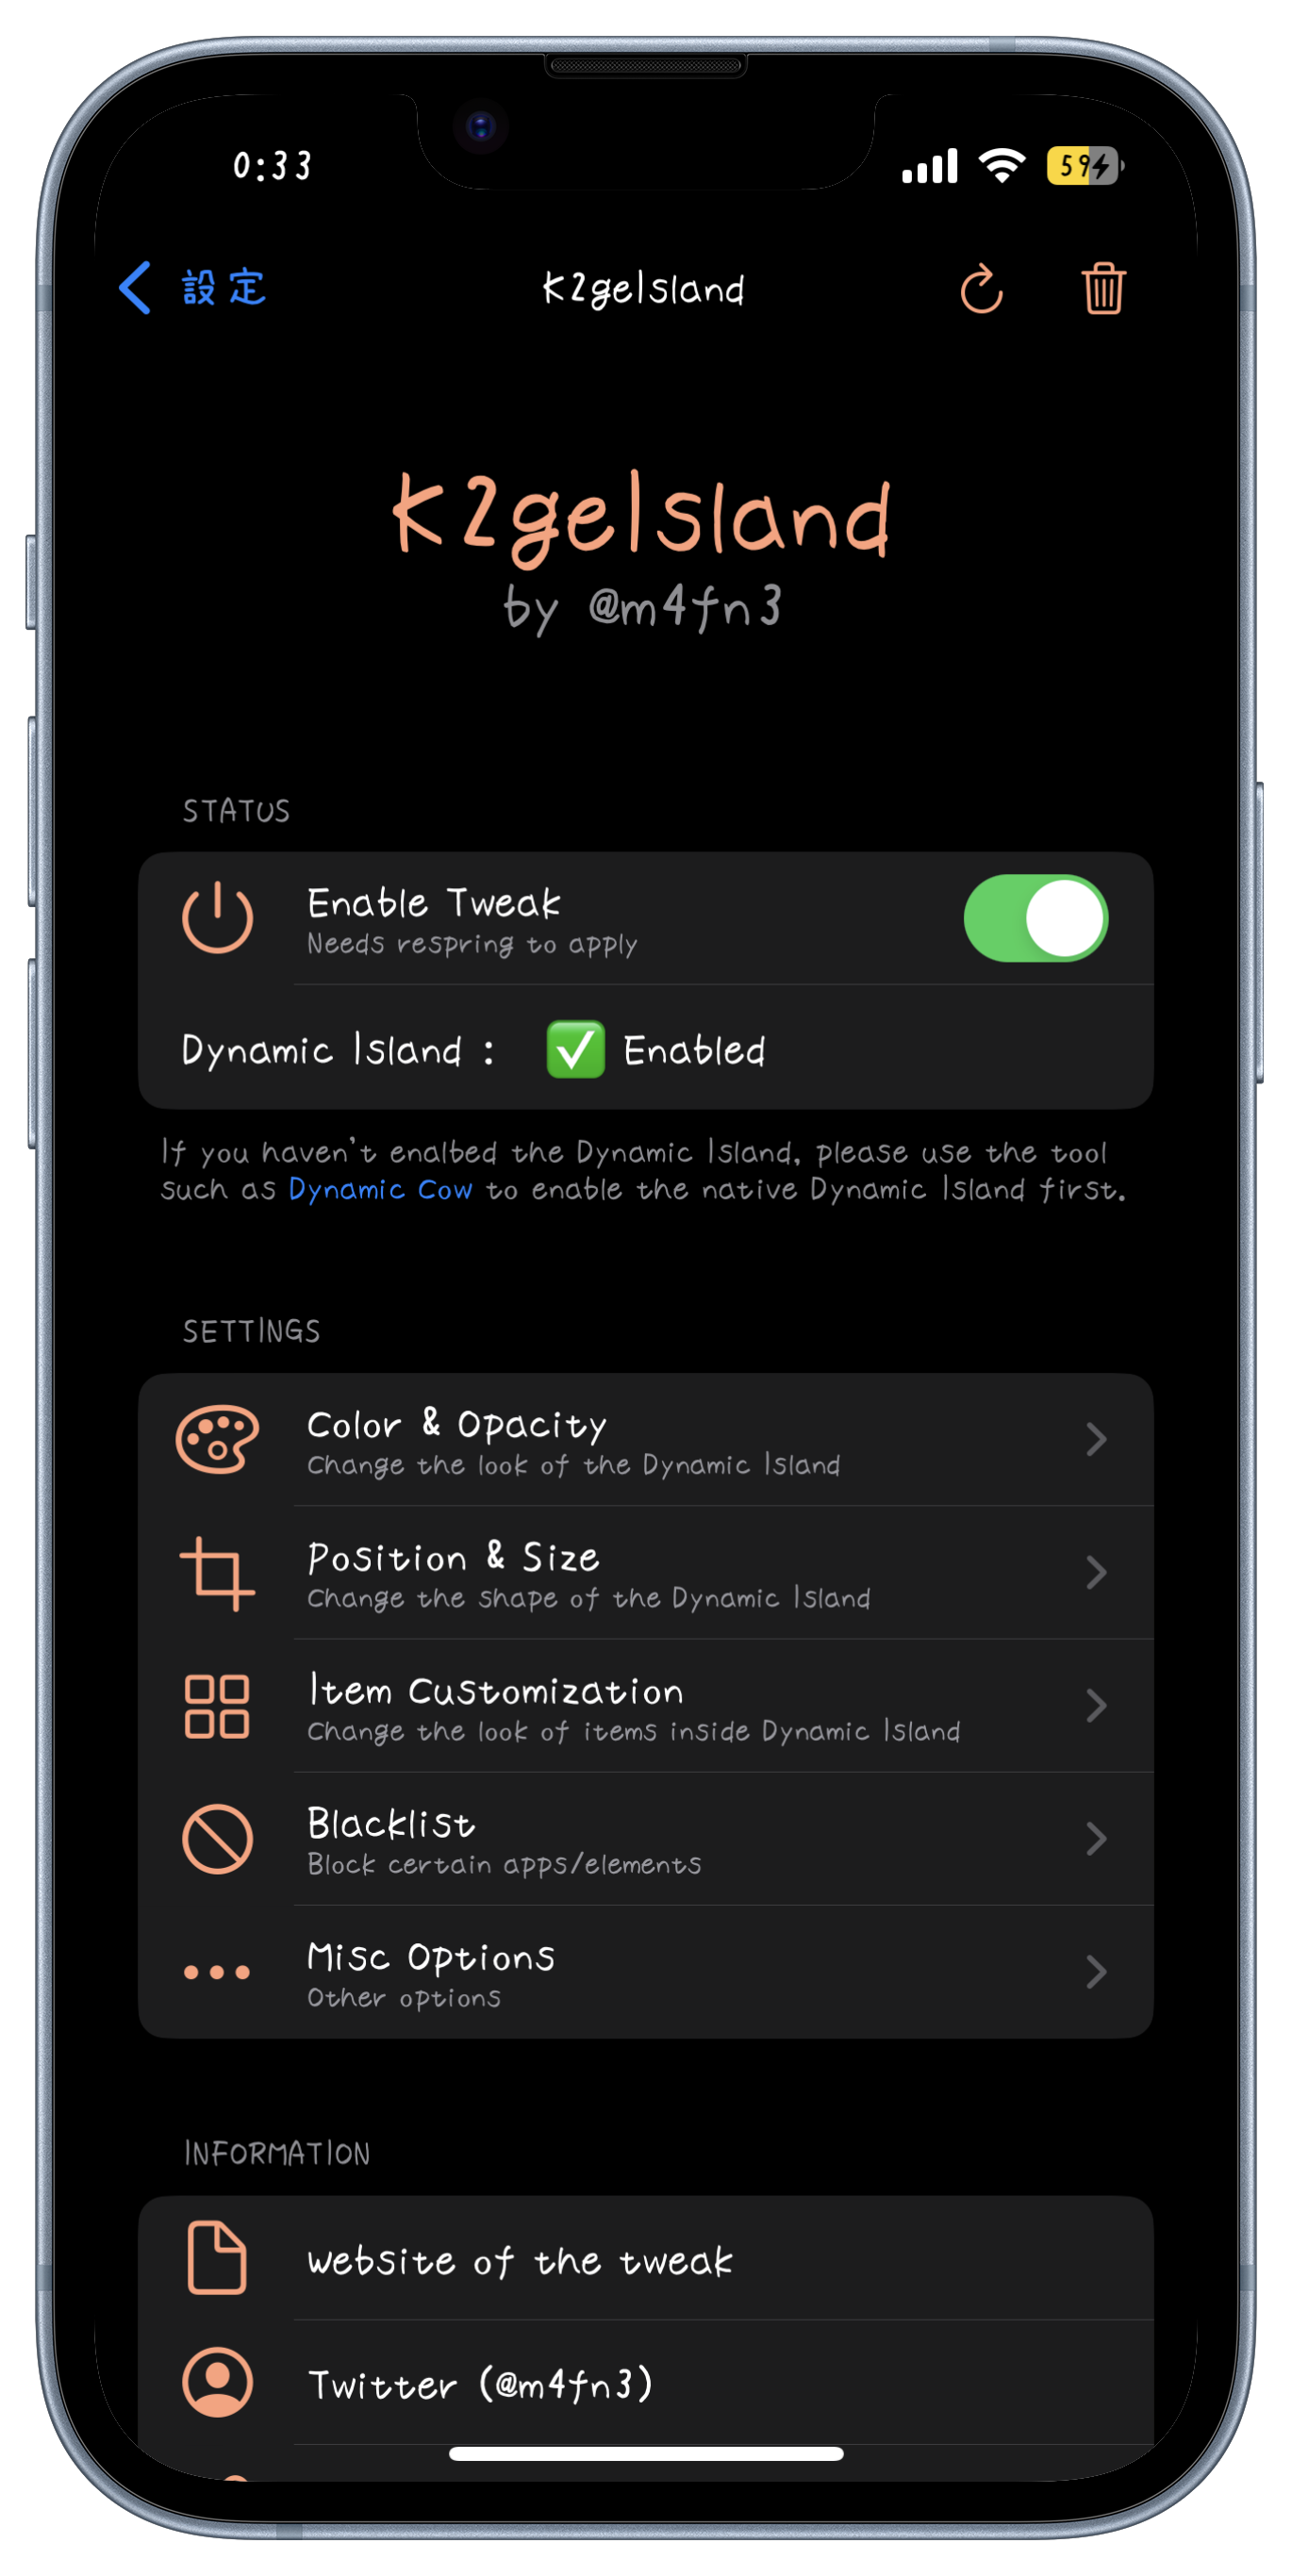 0:33
59
設定
K2geIsland
K2geIsland
by @m4fn3
STATUS
Enable Tweak
Needs respring to apply
Dynamic Island : ✅ Enabled
If you haven't enalbed the Dynamic Island, please use the tool
such as Dynamic Cow to enable the native Dynamic Island first.
SETTINGS
Color & Opacity
Change the look of the Dynamic Island
Position & Size
Change the shape of the Dynamic Island
Item Customization
Change the look of items inside Dynamic Island
Blacklist
Block certain apps/elements
Misc Options
Other options
INFORMATION
Website of the tweak
Twitter (@m4fn3)